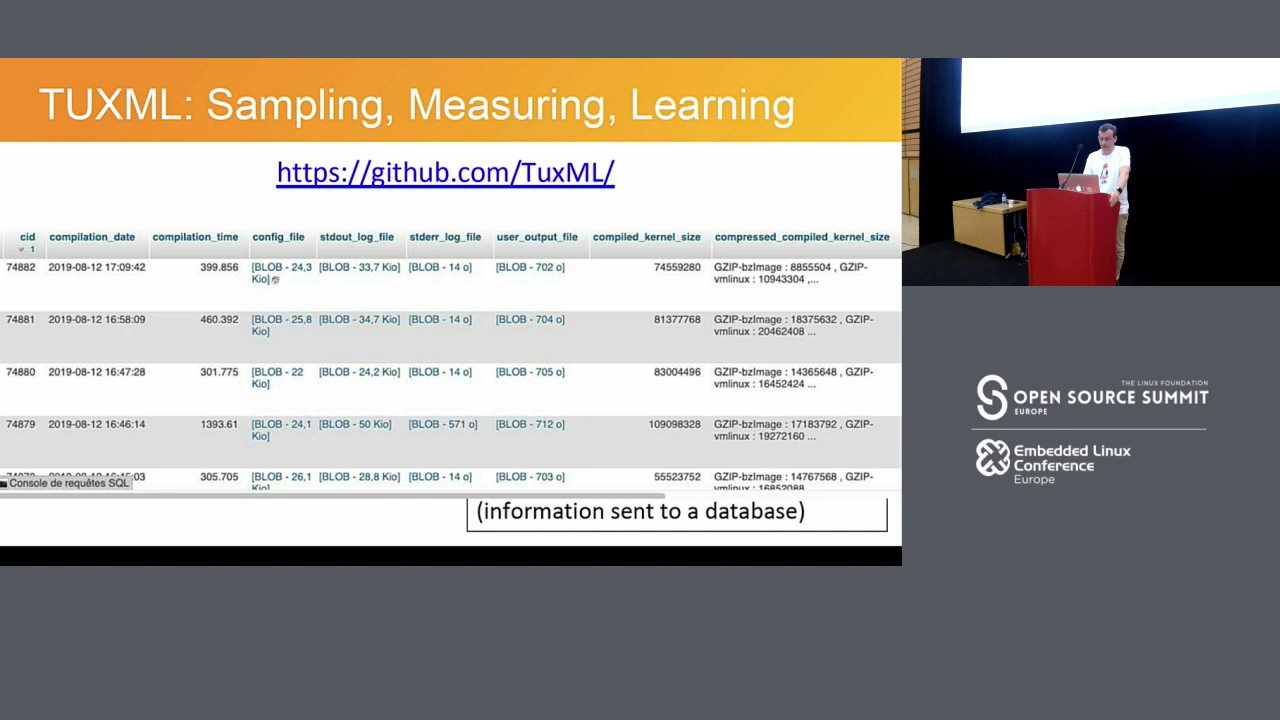 TUXML: Sampling, Measuring, Learning
https://github.com/TuxML/
cid compilation_date compilation_time config_file stdout_log_file stderr_log_file user_output_file compiled_kernel_size compressed_compiled_kernel_size
1
74882 2019-08-12 17:09:42 399.856 [BLOB - 24,3 [BLOB - 33,7 Kio] [BLOB - 14 o] [BLOB - 702 o] 74559280 GZIP-bzImage : 8855504 , GZIP-
Kio] vmlinux : 10943304 ,...
74881 2019-08-12 16:58:09 460.392 [BLOB - 25,8 [BLOB - 34,7 Kio] [BLOB - 14 o] [BLOB - 704 o] 81377768 GZIP-bzImage : 18375632 , GZIP-
Kio] vmlinux : 20462408 ...
74880 2019-08-12 16:47:28 301.775 [BLOB - 22 [BLOB - 24,2 Kio] [BLOB - 14 o] [BLOB - 705 o] 83004496 GZIP-bzImage : 14365648 , GZIP-
Kio] vmlinux : 16452424 ...
74879 2019-08-12 16:46:14 1393.61 [BLOB - 24,1 [BLOB - 50 Kio] [BLOB - 571 o] [BLOB - 712 o] 109098328 GZIP-bzImage : 17183792 , GZIP-
Kio] vmlinux : 19272160 ...
:03 305.705 [BLOB - 26,1 [BLOB - 28,8 Kio] [BLOB - 14 o] [BLOB - 703 o] 55523752 GZIP-bzImage : 14767568 , GZIP-
Console de requêtes SQL Kio] vmlinux : 16852088
(information sent to a database)
THE LINUX FOUNDATION
OPEN SOURCE SUMMIT
EUROPE
Embedded Linux
Conference
Europe